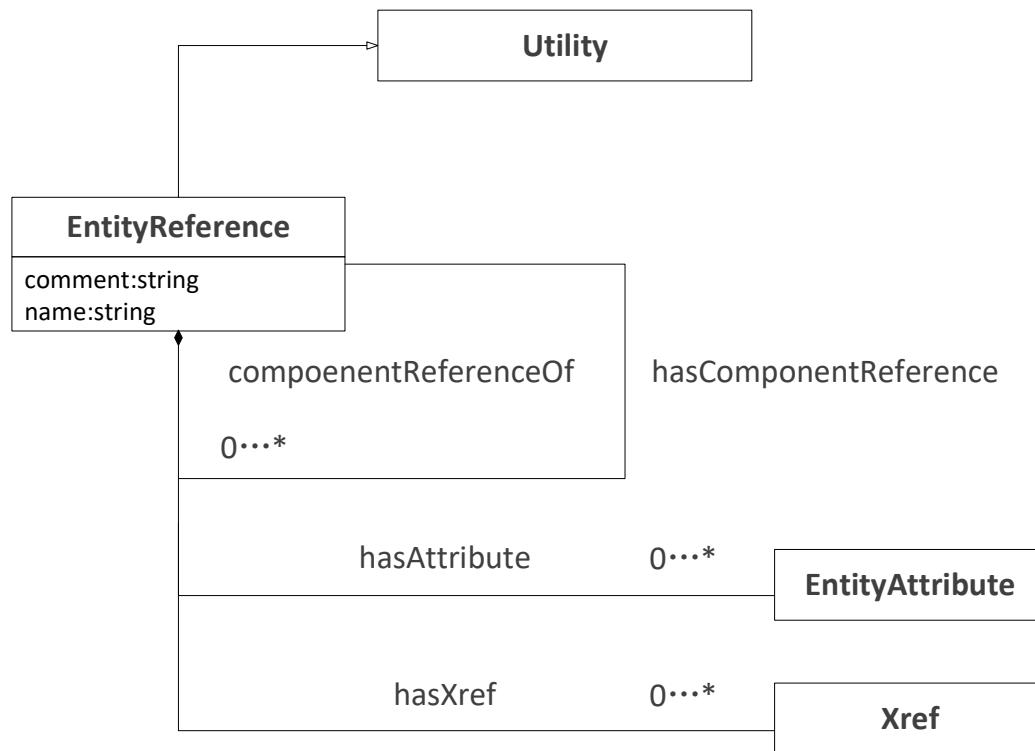 Utility
EntityReference
comment:string
name:string
compoenentReferenceOf
hasComponentReference
0···*
hasAttribute
0···*
EntityAttribute
hasXref
0···*
Xref